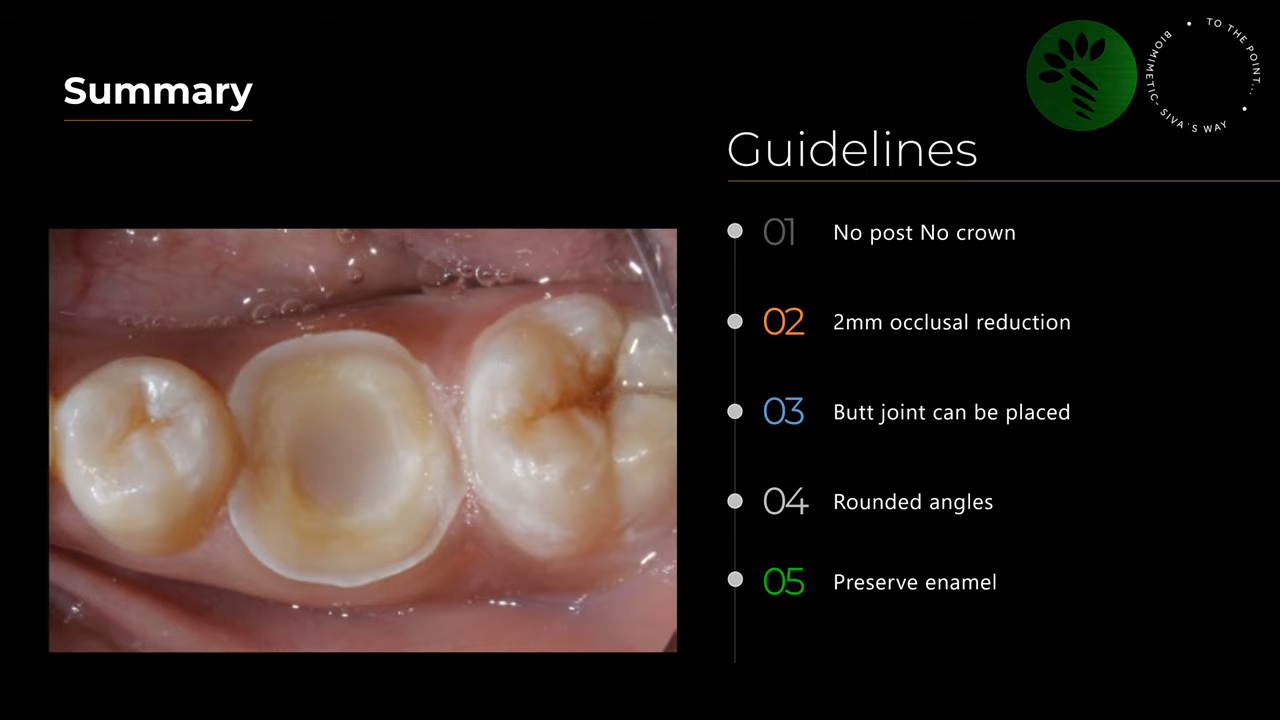 Summary
TO THE POINT...
BIOMIMETIC- SIVA'S WAY
Guidelines
01 No post No crown
02 2mm occlusal reduction
03 Butt joint can be placed
04 Rounded angles
05 Preserve enamel